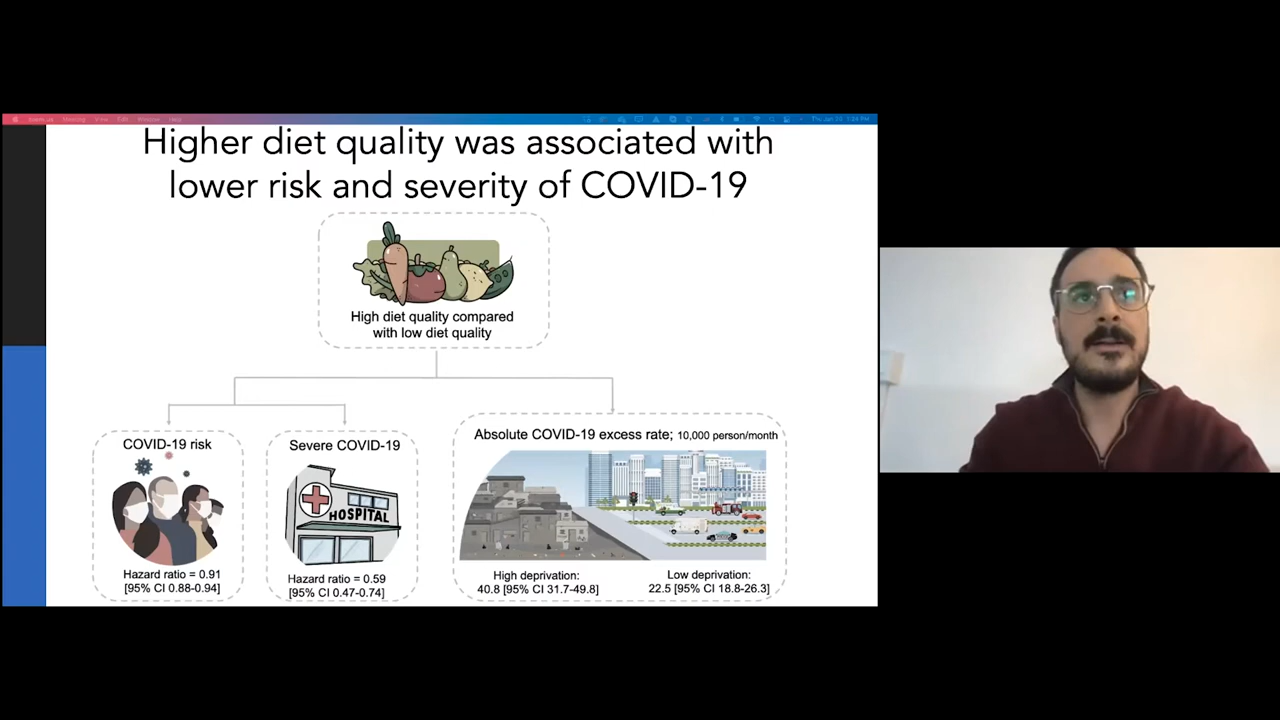 Higher diet quality was associated with
lower risk and severity of COVID-19
High diet quality compared
with low diet quality
COVID-19 risk
Hazard ratio = 0.91
[95% CI 0.88-0.94]
Severe COVID-19
HOSPITAL
Hazard ratio = 0.59
[95% CI 0.47-0.74]
Absolute COVID-19 excess rate; 10,000 person/month
High deprivation:
40.8 [95% CI 31.7-49.8]
Low deprivation:
22.5 [95% CI 18.8-26.3]